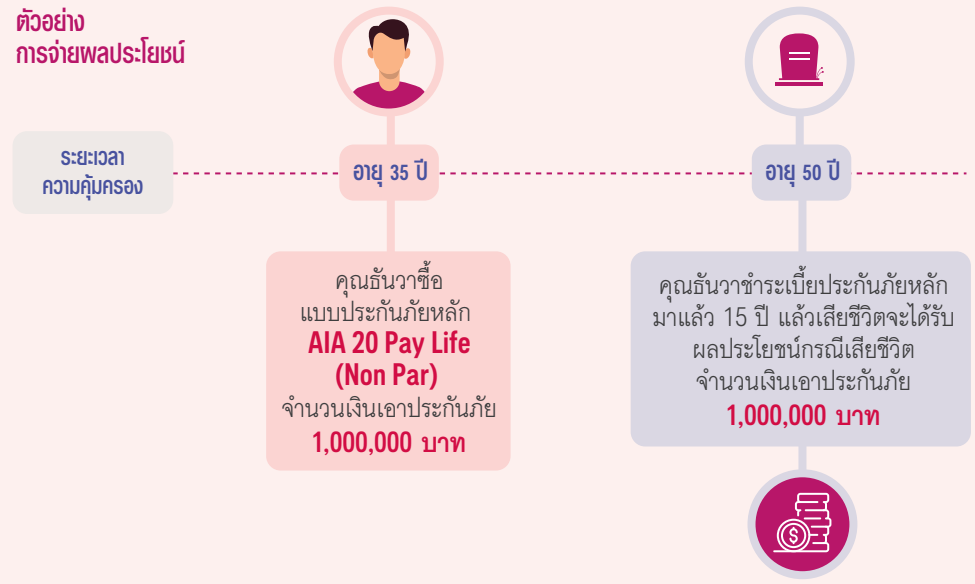 ตัวอย่าง
การจ่ายผลประโยชน์
ระยะเวลา
ความคุ้มครอง
อายุ 35 ปี
อายุ 50 ปี
คุณธันวาซื้อ
แบบประกันภัยหลัก
AIA 20 Pay Life
(Non Par)
จำนวนเงินเอาประกันภัย
1,000,000 บาท
คุณธันวาชำระเบี้ยประกันภัยหลัก
มาแล้ว 15 ปี แล้วเสียชีวิตจะได้รับ
ผลประโยชน์กรณีเสียชีวิต
จำนวนเงินเอาประกันภัย
1,000,000 บาท
$